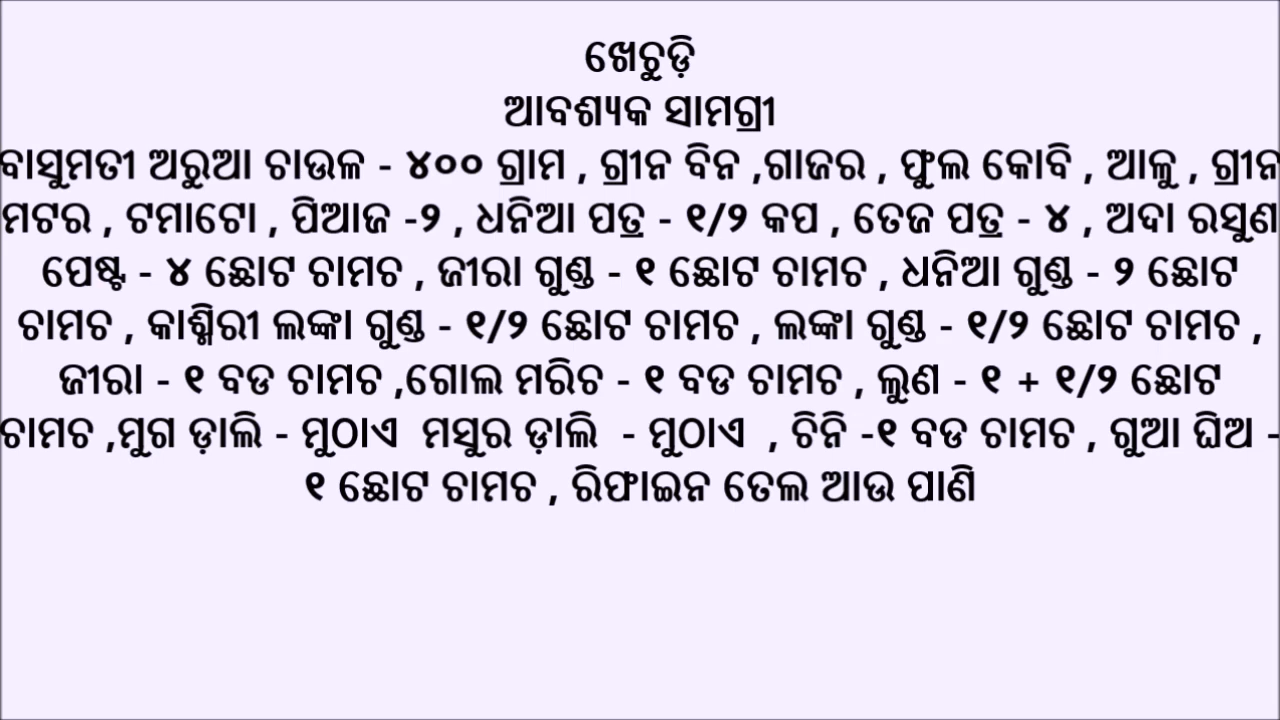 ଖେଚୁଡ଼ି
ଆବଶ୍ୟକ ସାମଗ୍ରୀ
ବାସୁମତୀ ଅରୁଆ ଚାଉଳ - ୪୦୦ ଗ୍ରାମ , ଗ୍ରୀନ ବିନ ,ଗାଜର , ଫୁଲ କୋବି , ଆଳୁ , ଗ୍ରୀନ
ମଟର , ଟମାଟୋ , ପିଆଜ -୨ , ଧନିଆ ପତ୍ର - ୧/୨ କପ , ତେଜ ପତ୍ର - ୪ , ଅଦା ରସୁଣ
ପେଷ୍ଟ - ୪ ଛୋଟ ଚାମଚ , ଜୀରା ଗୁଣ୍ଡ - ୧ ଛୋଟ ଚାମଚ , ଧନିଆ ଗୁଣ୍ଡ - ୨ ଛୋଟ
ଚାମଚ , କାଶ୍ମିରୀ ଲଙ୍କା ଗୁଣ୍ଡ - ୧/୨ ଛୋଟ ଚାମଚ , ଲଙ୍କା ଗୁଣ୍ଡ - ୧/୨ ଛୋଟ ଚାମଚ ,
ଜୀରା - ୧ ବଡ ଚାମଚ ,ଗୋଲ ମରିଚ - ୧ ବଡ ଚାମଚ , ଲୁଣ - ୧ + ୧/୨ ଛୋଟ
ଚାମଚ ,ମୁଗ ଡ଼ାଲି - ମୁଠାଏ  ମସୁର ଡ଼ାଲି  - ମୁଠାଏ  , ଚିନି -୧ ବଡ ଚାମଚ , ଗୁଆ ଘିଅ -
୧ ଛୋଟ ଚାମଚ , ରିଫାଇନ ତେଲ ଆଉ ପାଣି